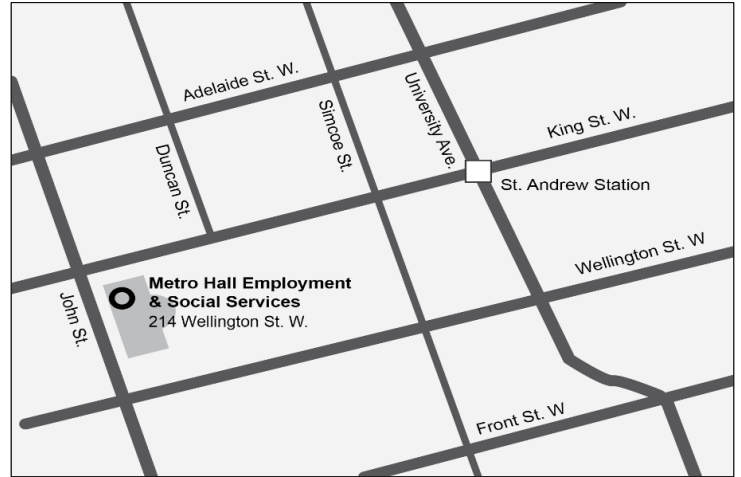 Adelaide St. W.
University Ave.
Simcoe St.
King St. W.
Duncan St.
St. Andrew Station
Wellington St. W
Metro Hall Employment
& Social Services
214 Wellington St. W.
John St.
Front St. W